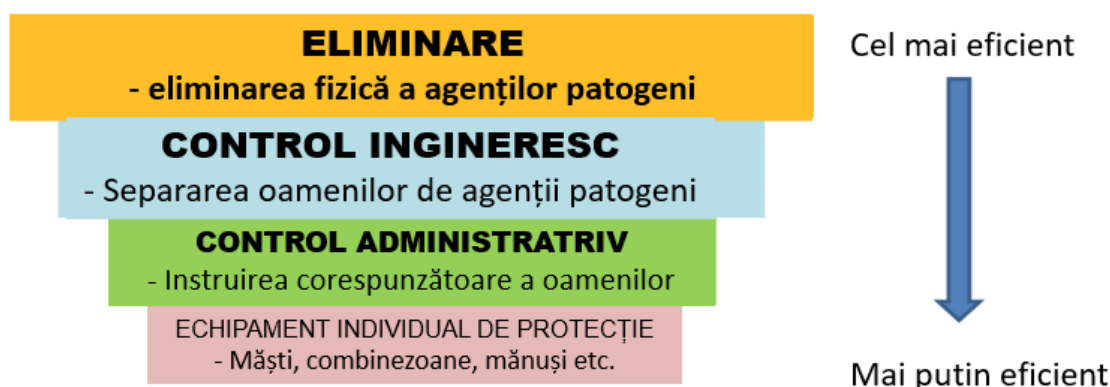 ELIMINARE
- eliminarea fizică a agenților patogeni
CONTROL INGINERESC
- Separarea oamenilor de agenții patogeni
CONTROL ADMINISTRATRIV
- Instruirea corespunzătoare a oamenilor
ECHIPAMENT INDIVIDUAL DE PROTECȚIE
- Măști, combinezoane, mănuși etc.
Cel mai eficient
Mai putin eficient